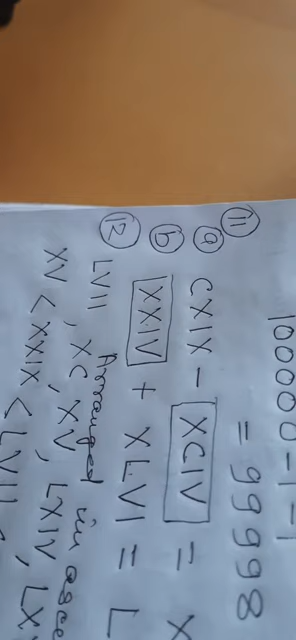 100000-1-1
= 99998
11
a CXIX - XCIV = X
b XXIV + XLVI = L
12 LVII, XC, XV, LXIV, LX
Arranged in asce
XV < XXIX < LVII <